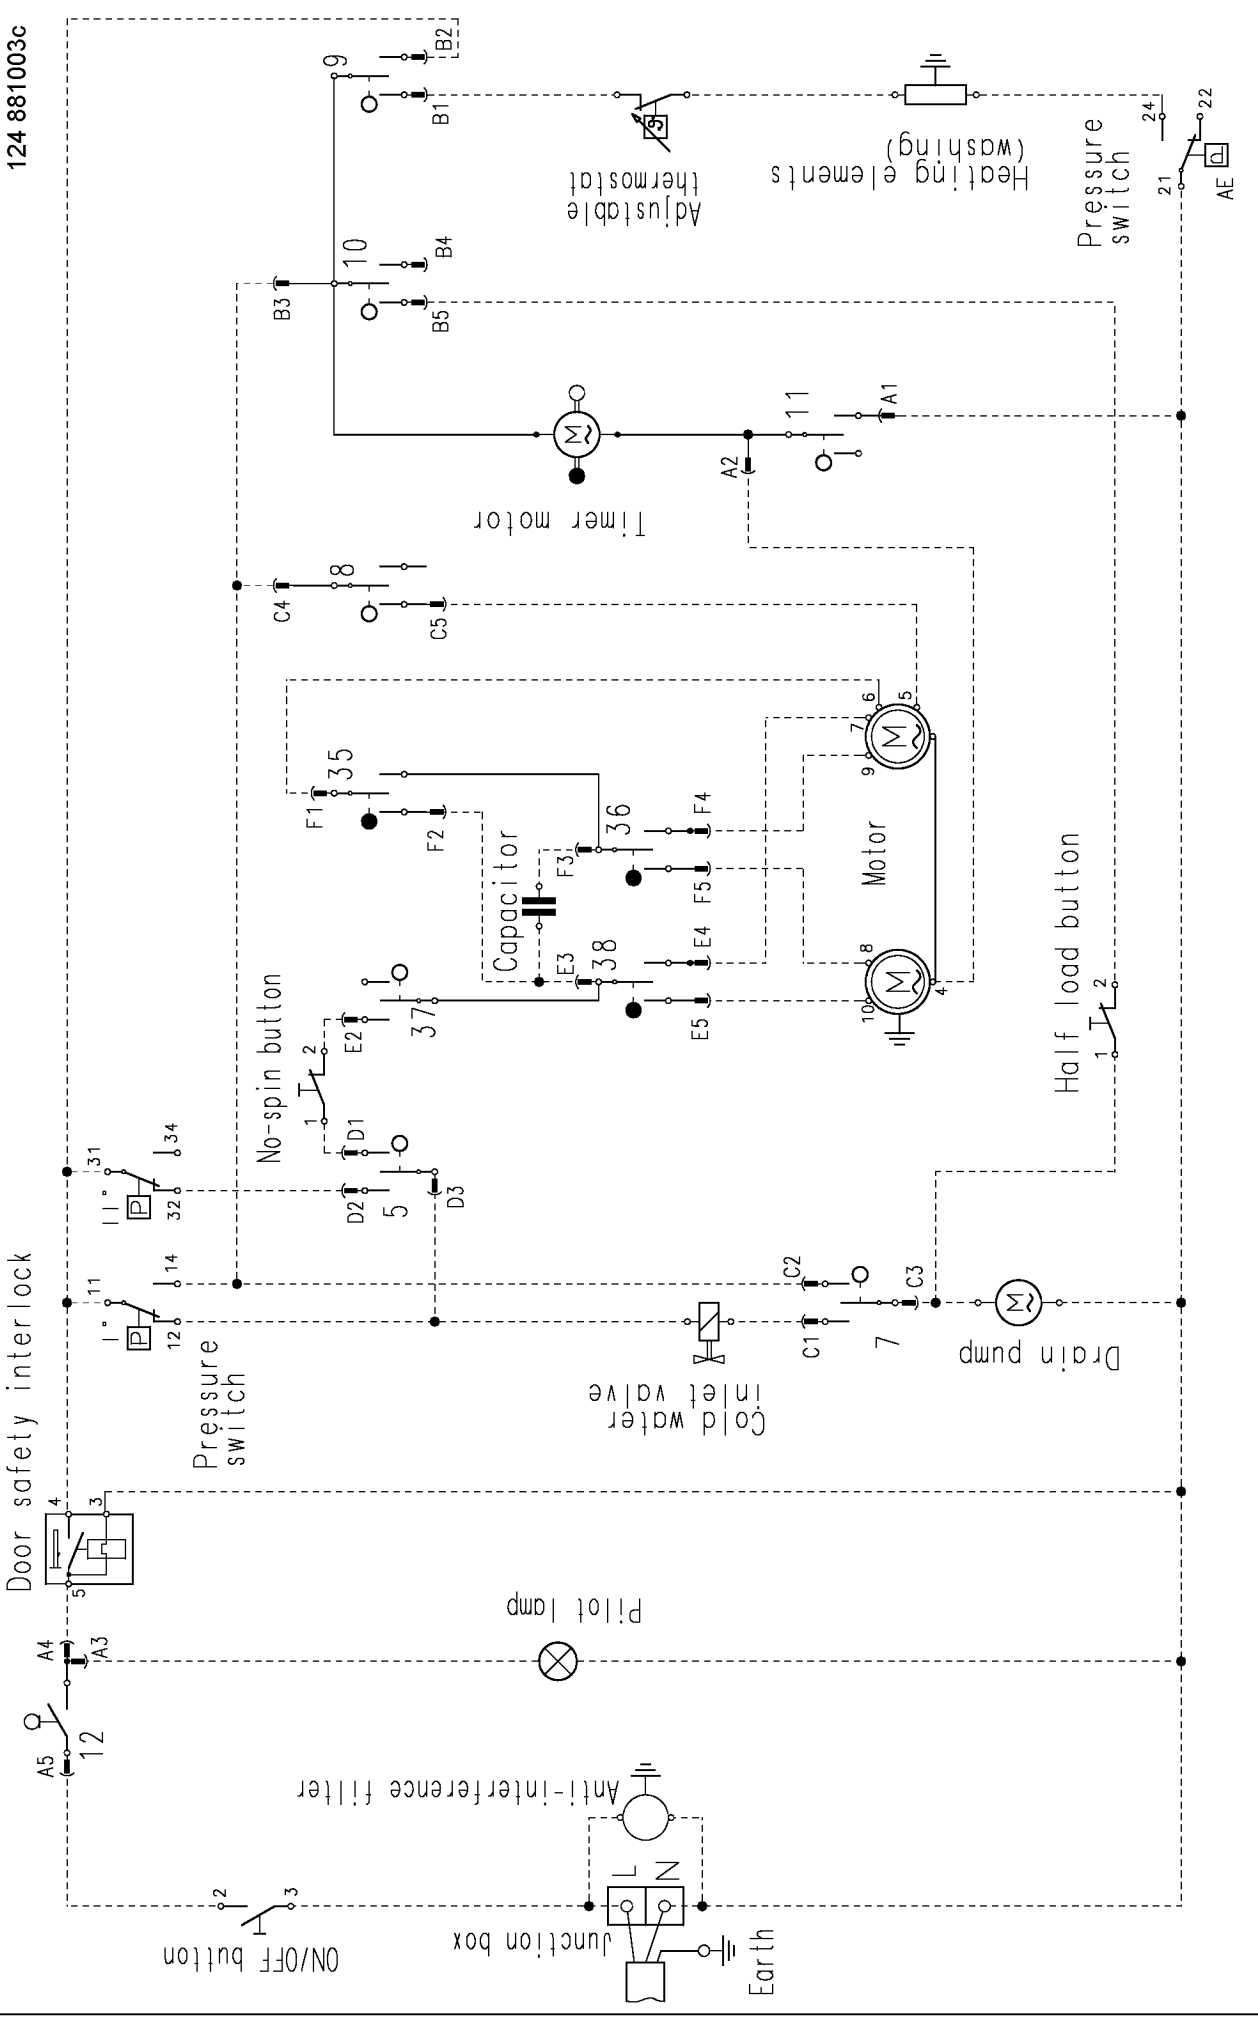 124 881003c
Door safety interlock
A5
12
A4
A3
5
4
3
ON/OFF button
2
3
Junction box
L
N
Earth
Anti-interference filter
Pilot lamp
Pressure switch
I°
P
11
12
14
II°
P
31
32
34
No-spin button
1
2
D1
D2
5
D3
E2
37
Cold water
inlet valve
C1
C2
7
C3
Drain pump
M
Capacitor
E3
38
E4
E5
F3
36
F4
F5
F1
35
F2
Motor
M
M
10
8
4
9
7
6
5
C4
8
C5
Timer motor
M
A2
11
A1
B3
10
B5
B4
9
B1
B2
Adjustable
thermostat
Heating elements
(washing)
Pressure
switch
21
24
22
P
AE
Half load button
1
2